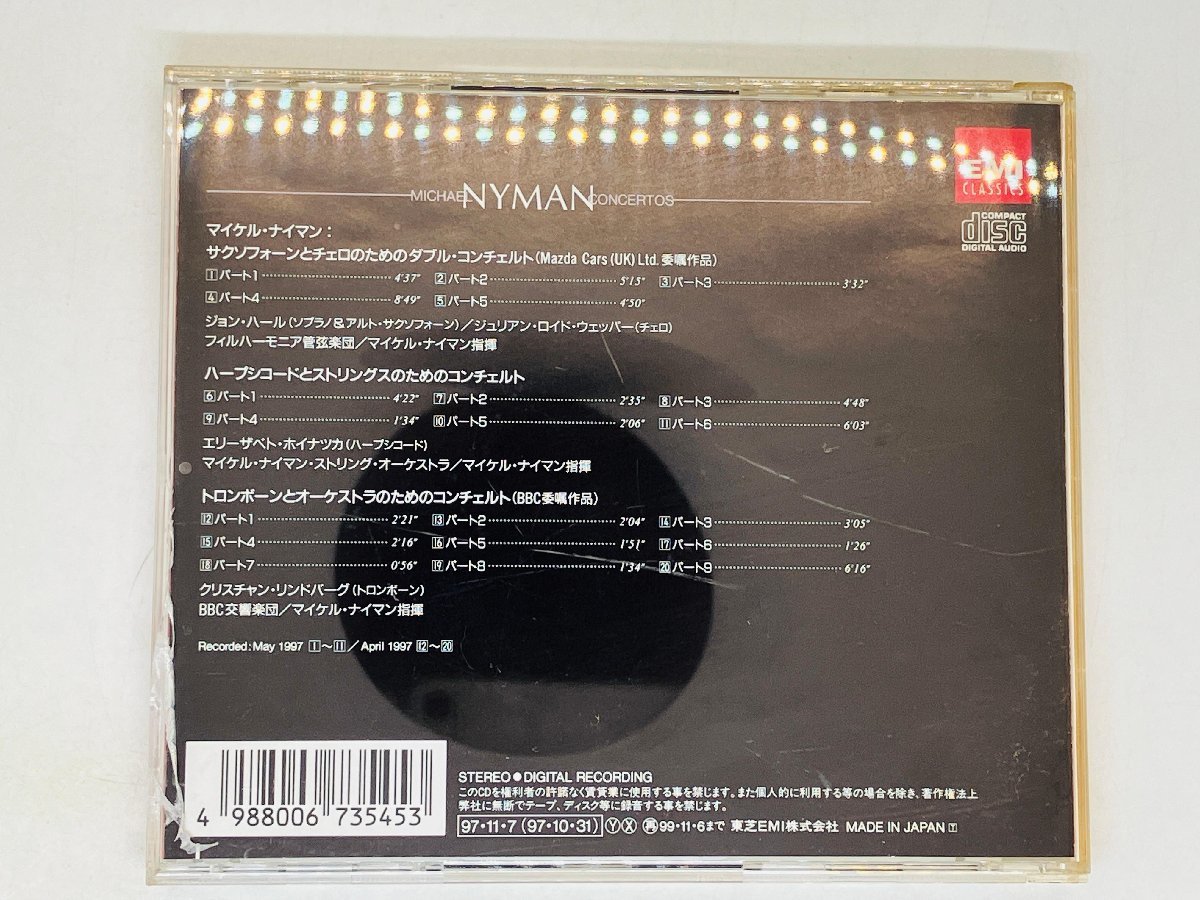 MICHAE NYMAN CONCERTOS
EMI
CLASSICS
COMPACT
disc
DIGITAL AUDIO
マイケル・ナイマン：
サクソフォーンとチェロのためのダブル・コンチェルト（Mazda Cars (UK) Ltd. 委嘱作品）
1 パート1 4'37" 2 パート2 5'15" 3 パート3 3'32"
4 パート4 8'49" 5 パート5 4'50"
ジョン・ハール（ソプラノ＆アルト・サクソフォーン）／ジュリアン・ロイド・ウェッバー（チェロ）
フィルハーモニア管弦楽団／マイケル・ナイマン指揮
ハープシコードとストリングスのためのコンチェルト
6 パート1 4'22" 7 パート2 2'35" 8 パート3 4'48"
9 パート4 1'34" 10 パート5 2'06" 11 パート6 6'03"
エリーザベト・ホイナツカ（ハープシコード）
マイケル・ナイマン・ストリング・オーケストラ／マイケル・ナイマン指揮
トロンボーンとオーケストラのためのコンチェルト（BBC委嘱作品）
12 パート1 2'21" 13 パート2 2'04" 14 パート3 3'05"
15 パート4 2'16" 16 パート5 1'51" 17 パート6 1'26"
18 パート7 0'56" 19 パート8 1'34" 20 パート9 6'16"
クリスチャン・リンドバーグ（トロンボーン）
BBC交響楽団／マイケル・ナイマン指揮
Recorded: May 1997 1〜11／April 1997 12〜20
4 988006 735453
STEREO●DIGITAL RECORDING
このCDを権利者の許諾なく賃貸業に使用する事を禁じます。また個人的に利用する等の場合を除き、著作権法上
弊社に無断でテープ、ディスク等に録音する事を禁じます。
97・11・7 (97・10・31) Ⓨ Ⓧ 再99・11・6まで 東芝EMI株式会社 MADE IN JAPAN T